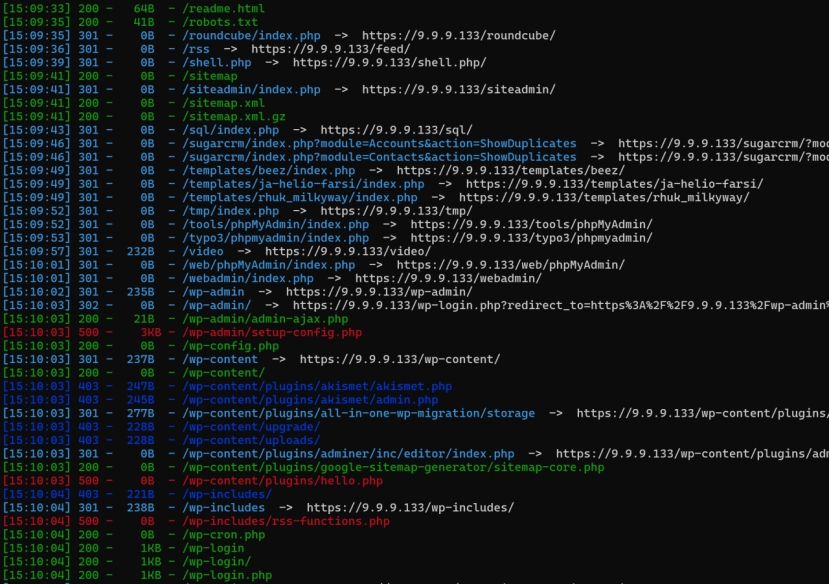 [15:09:33] 200 -   64B  - /readme.html
[15:09:35] 200 -   41B  - /robots.txt
[15:09:35] 301 -    0B  - /roundcube/index.php  ->  https://9.9.9.133/roundcube/
[15:09:36] 301 -    0B  - /rss  ->  https://9.9.9.133/feed/
[15:09:39] 301 -    0B  - /shell.php  ->  https://9.9.9.133/shell.php/
[15:09:41] 200 -    0B  - /sitemap
[15:09:41] 301 -    0B  - /siteadmin/index.php  ->  https://9.9.9.133/siteadmin/
[15:09:41] 200 -    0B  - /sitemap.xml
[15:09:41] 200 -    0B  - /sitemap.xml.gz
[15:09:43] 301 -    0B  - /sql/index.php  ->  https://9.9.9.133/sql/
[15:09:46] 301 -    0B  - /sugarcrm/index.php?module=Accounts&action=ShowDuplicates  ->  https://9.9.9.133/sugarcrm/?mod
[15:09:46] 301 -    0B  - /sugarcrm/index.php?module=Contacts&action=ShowDuplicates  ->  https://9.9.9.133/sugarcrm/?mod
[15:09:49] 301 -    0B  - /templates/beez/index.php  ->  https://9.9.9.133/templates/beez/
[15:09:49] 301 -    0B  - /templates/ja-helio-farsi/index.php  ->  https://9.9.9.133/templates/ja-helio-farsi/
[15:09:49] 301 -    0B  - /templates/rhuk_milkyway/index.php  ->  https://9.9.9.133/templates/rhuk_milkyway/
[15:09:52] 301 -    0B  - /tmp/index.php  ->  https://9.9.9.133/tmp/
[15:09:52] 301 -    0B  - /tools/phpMyAdmin/index.php  ->  https://9.9.9.133/tools/phpMyAdmin/
[15:09:53] 301 -    0B  - /typo3/phpmyadmin/index.php  ->  https://9.9.9.133/typo3/phpmyadmin/
[15:09:57] 301 -  232B  - /video  ->  https://9.9.9.133/video/
[15:10:01] 301 -    0B  - /web/phpMyAdmin/index.php  ->  https://9.9.9.133/web/phpMyAdmin/
[15:10:01] 301 -    0B  - /webadmin/index.php  ->  https://9.9.9.133/webadmin/
[15:10:02] 301 -  235B  - /wp-admin  ->  https://9.9.9.133/wp-admin/
[15:10:03] 302 -    0B  - /wp-admin/  ->  https://9.9.9.133/wp-login.php?redirect_to=https%3A%2F%2F9.9.9.133%2Fwp-admin%
[15:10:03] 200 -   21B  - /wp-admin/admin-ajax.php
[15:10:03] 500 -    3KB - /wp-admin/setup-config.php
[15:10:03] 200 -    0B  - /wp-config.php
[15:10:03] 301 -  237B  - /wp-content  ->  https://9.9.9.133/wp-content/
[15:10:03] 200 -    0B  - /wp-content/
[15:10:03] 403 -  247B  - /wp-content/plugins/akismet/akismet.php
[15:10:03] 403 -  245B  - /wp-content/plugins/akismet/admin.php
[15:10:03] 301 -  277B  - /wp-content/plugins/all-in-one-wp-migration/storage  ->  https://9.9.9.133/wp-content/plugins/
[15:10:03] 403 -  228B  - /wp-content/upgrade/
[15:10:03] 403 -  228B  - /wp-content/uploads/
[15:10:03] 301 -    0B  - /wp-content/plugins/adminer/inc/editor/index.php  ->  https://9.9.9.133/wp-content/plugins/adm
[15:10:03] 200 -    0B  - /wp-content/plugins/google-sitemap-generator/sitemap-core.php
[15:10:03] 500 -    0B  - /wp-content/plugins/hello.php
[15:10:04] 403 -  221B  - /wp-includes/
[15:10:04] 301 -  238B  - /wp-includes  ->  https://9.9.9.133/wp-includes/
[15:10:04] 500 -    0B  - /wp-includes/rss-functions.php
[15:10:04] 200 -    0B  - /wp-cron.php
[15:10:04] 200 -    1KB - /wp-login
[15:10:04] 200 -    1KB - /wp-login/
[15:10:04] 200 -    1KB - /wp-login.php